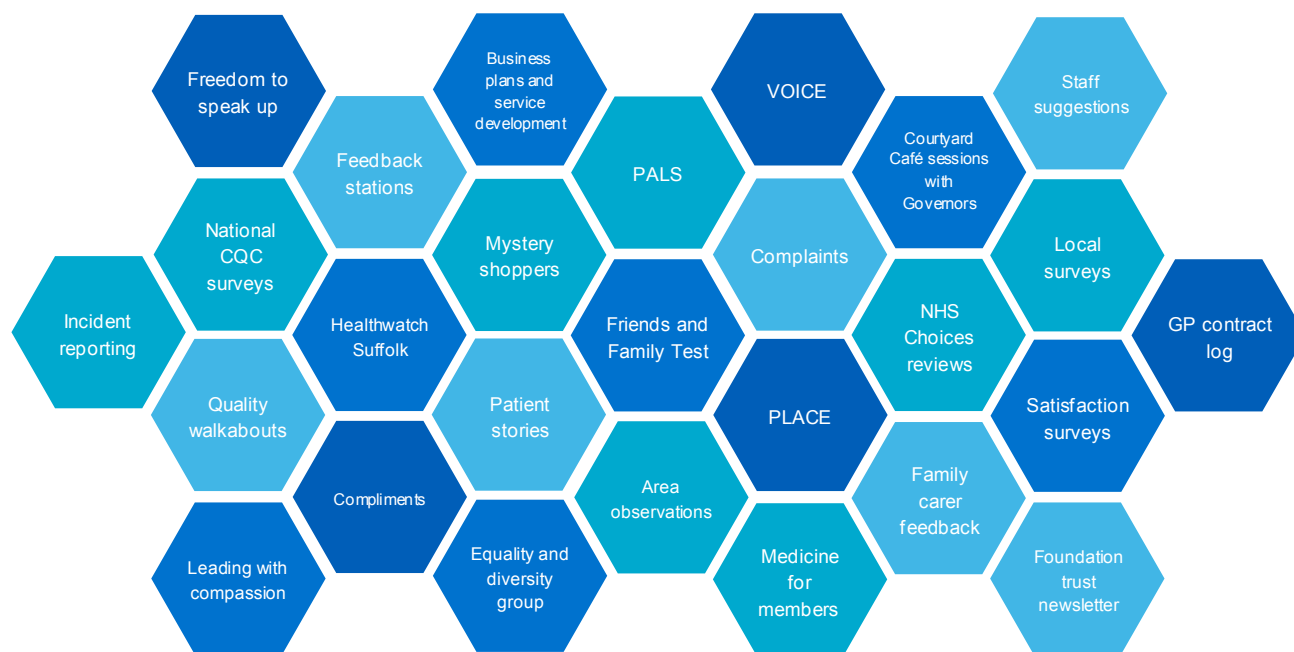 Freedom to
speak up
Business
plans and
service
development
VOICE
Staff
suggestions
Feedback
stations
PALS
Courtyard
Café sessions
with
Governors
National
CQC
surveys
Mystery
shoppers
Complaints
Local
surveys
Incident
reporting
Healthwatch
Suffolk
Friends and
Family Test
NHS
Choices
reviews
GP contract
log
Quality
walkabouts
Patient
stories
PLACE
Satisfaction
surveys
Compliments
Area
observations
Family
carer
feedback
Leading with
compassion
Equality and
diversity
group
Medicine
for
members
Foundation
trust
newsletter